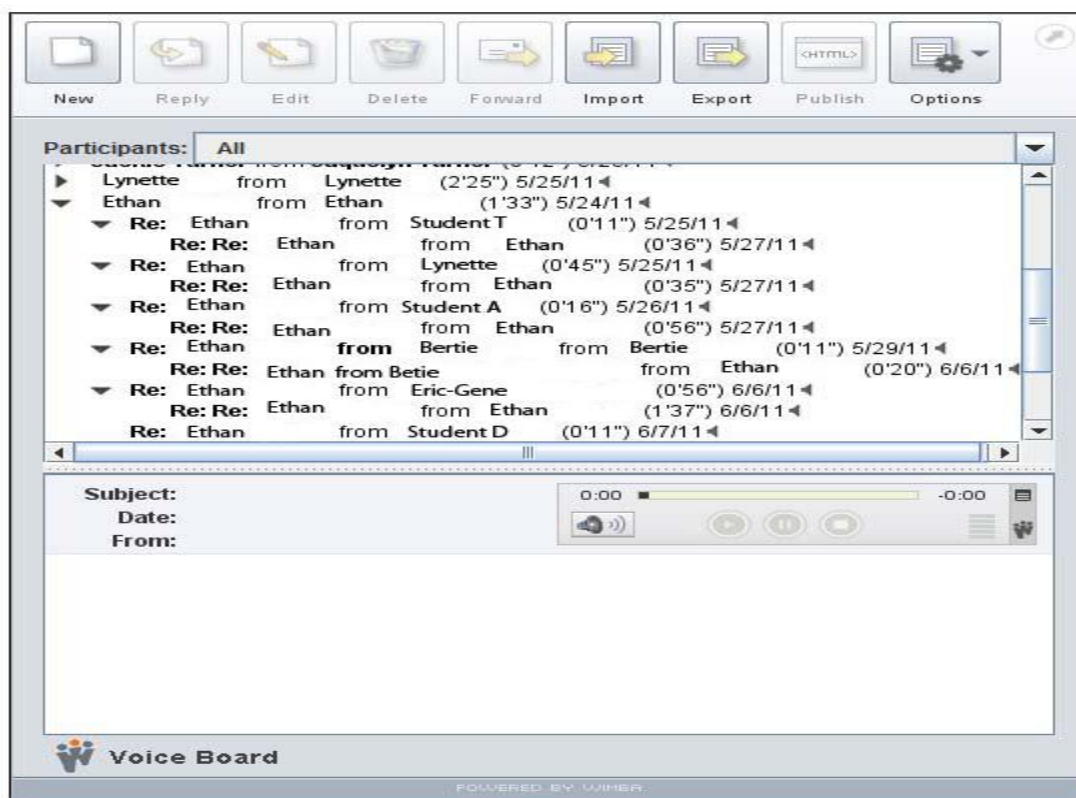 New Reply Edit Delete Forward <HTML> Import Export Publish Options
Participants: All
Lynette from Lynette (2'25") 5/25/11
Ethan from Ethan (1'33") 5/24/11
Re: Ethan from Student T (0'11") 5/25/11
Re: Re: Ethan from Ethan (0'36") 5/27/11
Re: Ethan from Lynette (0'45") 5/25/11
Re: Re: Ethan from Ethan (0'35") 5/27/11
Re: Ethan from Student A (0'16") 5/26/11
Re: Re: Ethan from Ethan (0'56") 5/27/11
Re: Ethan from Bertie from Bertie (0'11") 5/29/11
Re: Re: Ethan from Betie from Ethan (0'20") 6/6/11
Re: Ethan from Eric-Gene (0'56") 6/6/11
Re: Re: Ethan from Ethan (1'37") 6/6/11
Re: Ethan from Student D (0'11") 6/7/11
Subject: 0:00 -0:00
Date:
From:
Voice Board
POWERED BY WIMBA